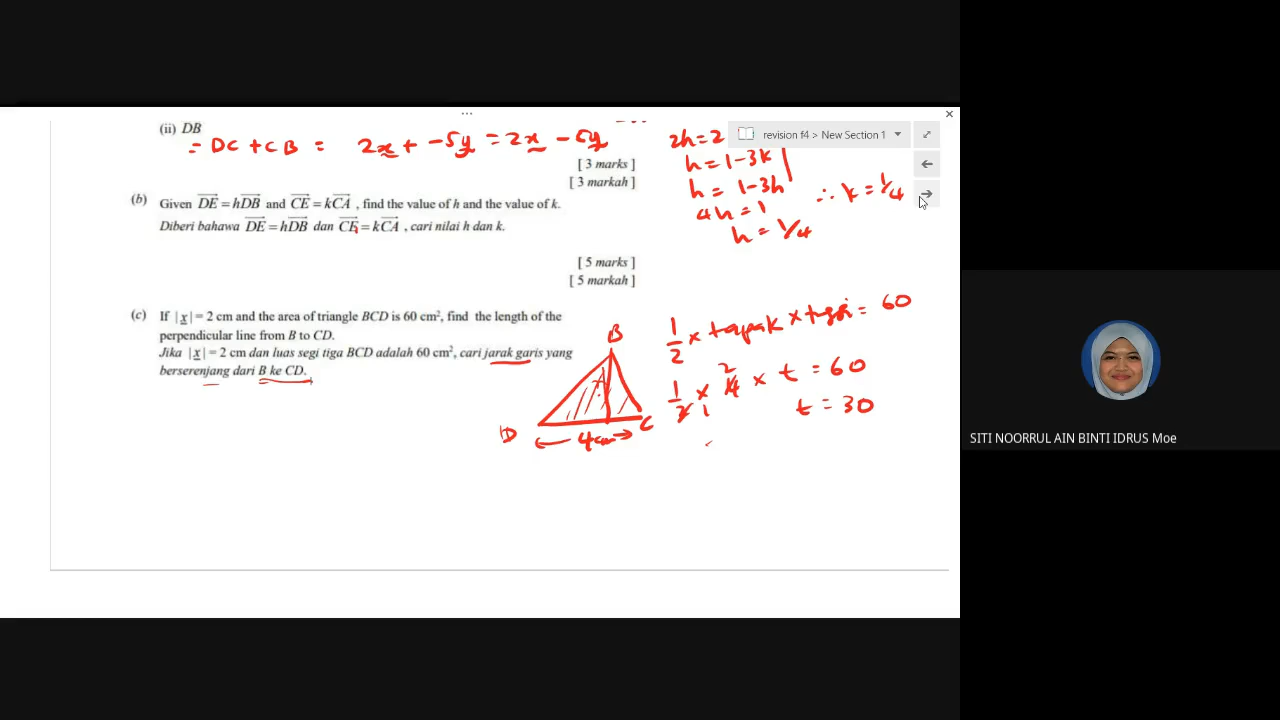 (ii) DB
= DC + CB = 2x + -5y = 2x - 5y
[ 3 marks ]
[ 3 markah ]
(b) Given DE = hDB and CE = kCA , find the value of h and the value of k.
Diberi bahawa DE = hDB dan CE = kCA , cari nilai h dan k.
[ 5 marks ]
[ 5 markah ]
2h = 2
h = 1 - 3k
h = 1 - 3h
4h = 1
h = 1/4
∴ k = 1/4
revision f4 > New Section 1
(c) If |x| = 2 cm and the area of triangle BCD is 60 cm², find the length of the
perpendicular line from B to CD.
Jika |x| = 2 cm dan luas segi tiga BCD adalah 60 cm², cari jarak garis yang
berserenjang dari B ke CD.
B
D
C
4cm
1/2 x tapak x tggi = 60
1/2 x 4 x t = 60
2
1
t = 30
SITI NOORRUL AIN BINTI IDRUS Moe